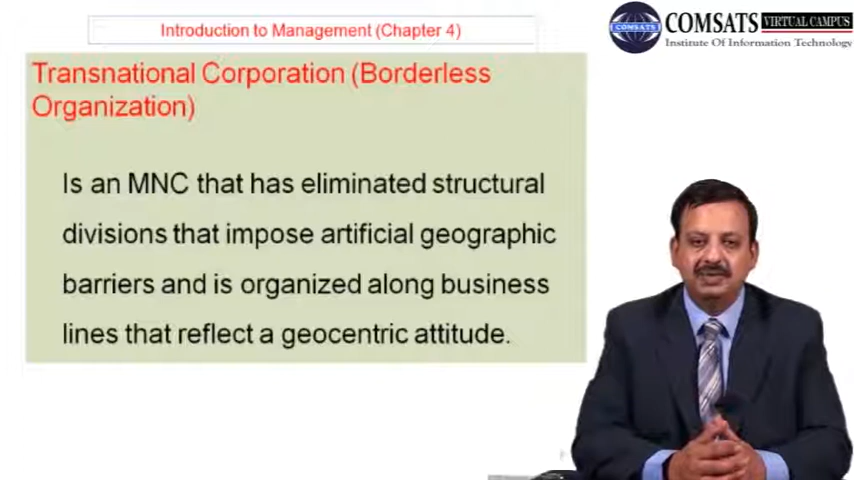 Introduction to Management (Chapter 4)
COMSATS VIRTUAL CAMPUS
Institute Of Information Technology
Transnational Corporation (Borderless
Organization)
Is an MNC that has eliminated structural
divisions that impose artificial geographic
barriers and is organized along business
lines that reflect a geocentric attitude.